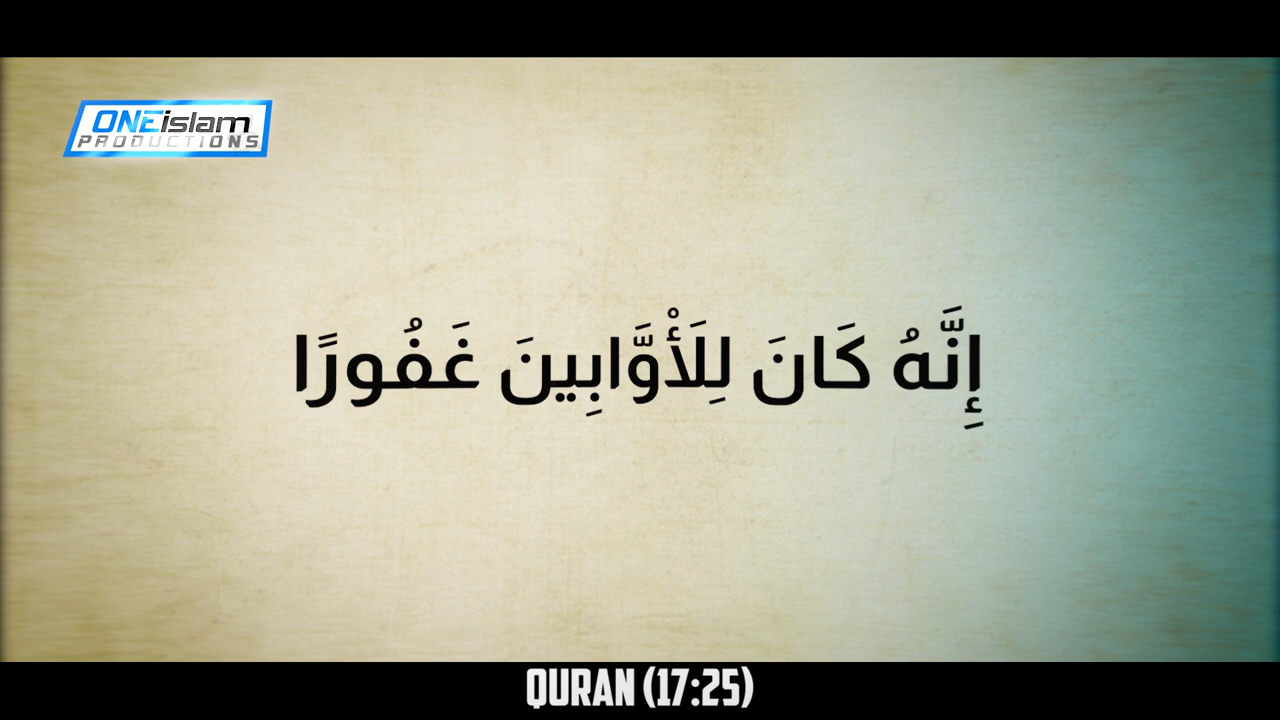 ONEislam
PRODUCTIONS
إِنَّهُ كَانَ لِلَأْوَّابِينَ غَفُورًا
QURAN (17:25)